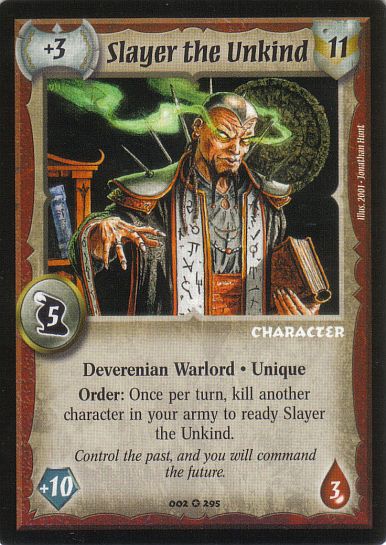 +3
Slayer the Unkind
11
Illus. 2001 • Jonathan Hunt
5
CHARACTER
Deverenian Warlord • Unique
Order: Once per turn, kill another
character in your army to ready Slayer
the Unkind.
Control the past, and you will command
the future.
+10
002 ✪ 295
3